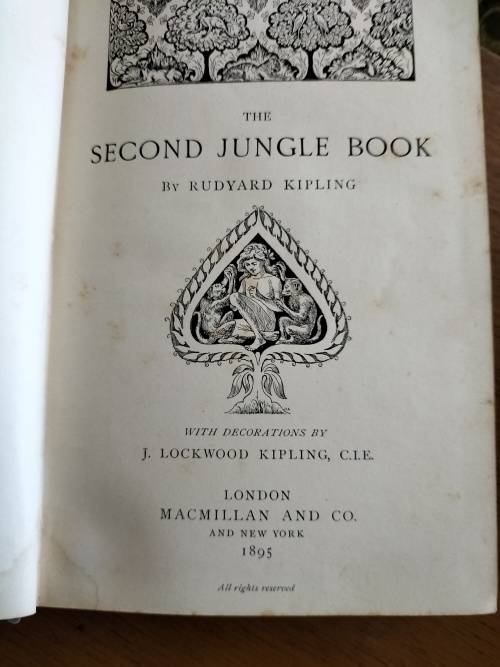 THE
SECOND JUNGLE BOOK
BY RUDYARD KIPLING
WITH DECORATIONS BY
J. LOCKWOOD KIPLING, C.I.E.
LONDON
MACMILLAN AND CO.
AND NEW YORK
1895
All rights reserved